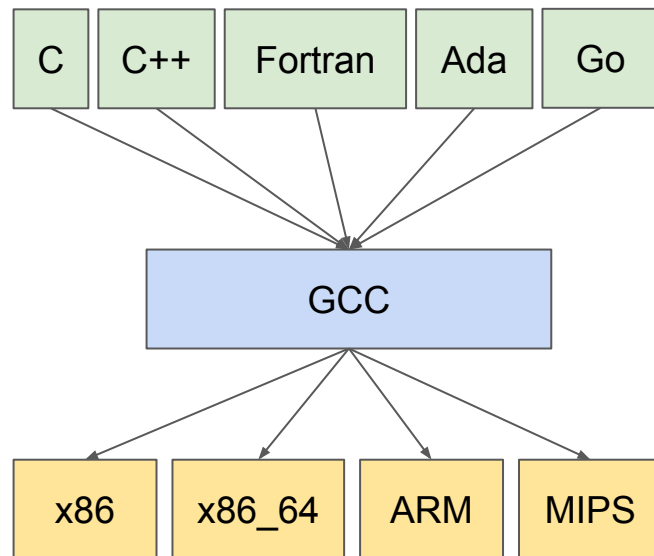 C
C++
Fortran
Ada
Go
GCC
x86
x86_64
ARM
MIPS